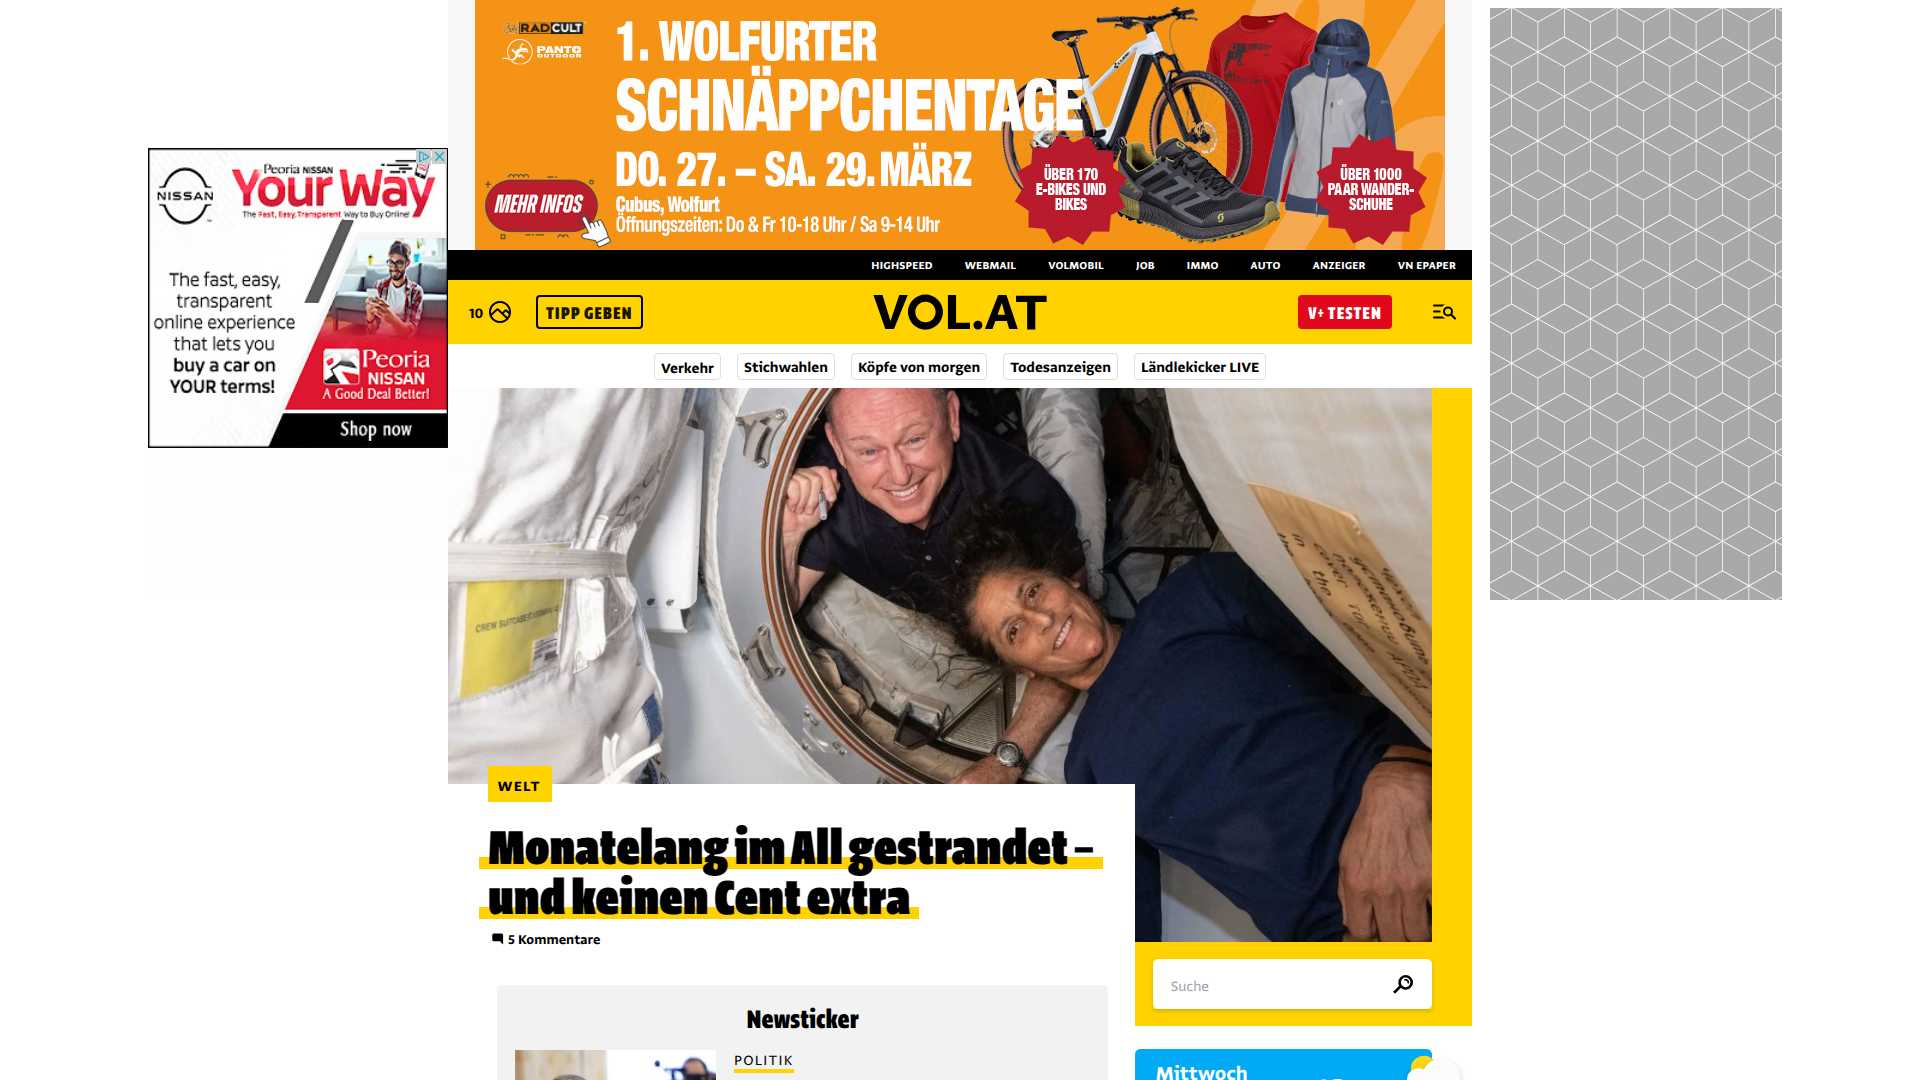 RADCULT
PANTO
OUTDOOR
1. WOLFURTER
SCHNÄPPCHENTAGE
DO. 27. – SA. 29. MÄRZ
Cubus, Wolfurt
Öffnungszeiten: Do & Fr 10-18 Uhr / Sa 9-14 Uhr
MEHR INFOS
ÜBER 170
E-BIKES UND
BIKES
ÜBER 1000
PAAR WANDER-
SCHUHE
NISSAN
Peoria NISSAN
Your Way
The Fast, Easy, Transparent Way to Buy Online!
The fast, easy,
transparent
online experience
that lets you
buy a car on
YOUR terms!
Peoria
NISSAN
A Good Deal Better!
Shop now
HIGHSPEED WEBMAIL VOLMOBIL JOB IMMO AUTO ANZEIGER VN EPAPER
10 TIPP GEBEN VOL.AT V+ TESTEN
Verkehr Stichwahlen Köpfe von morgen Todesanzeigen Ländlekicker LIVE
WELT
Monatelang im All gestrandet –
und keinen Cent extra
5 Kommentare
Suche
Newsticker
POLITIK
Mittwoch